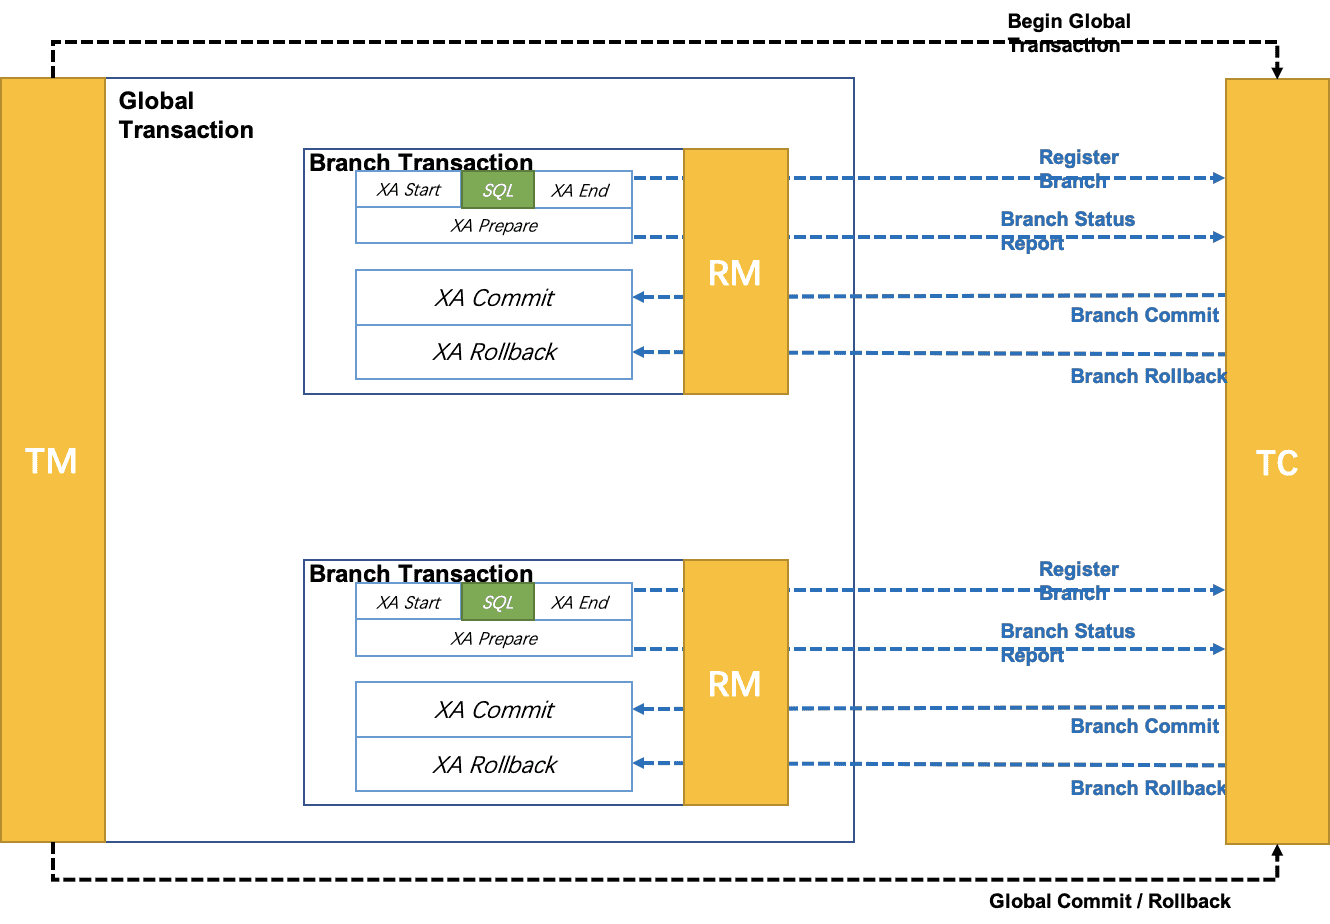 Begin Global
Transaction
Global
Transaction
Branch Transaction
XA Start
SQL
XA End
XA Prepare
XA Commit
XA Rollback
RM
Register
Branch
Branch Status
Report
Branch Commit
Branch Rollback
TM
TC
Branch Transaction
XA Start
SQL
XA End
XA Prepare
XA Commit
XA Rollback
RM
Register
Branch
Branch Status
Report
Branch Commit
Branch Rollback
Global Commit / Rollback